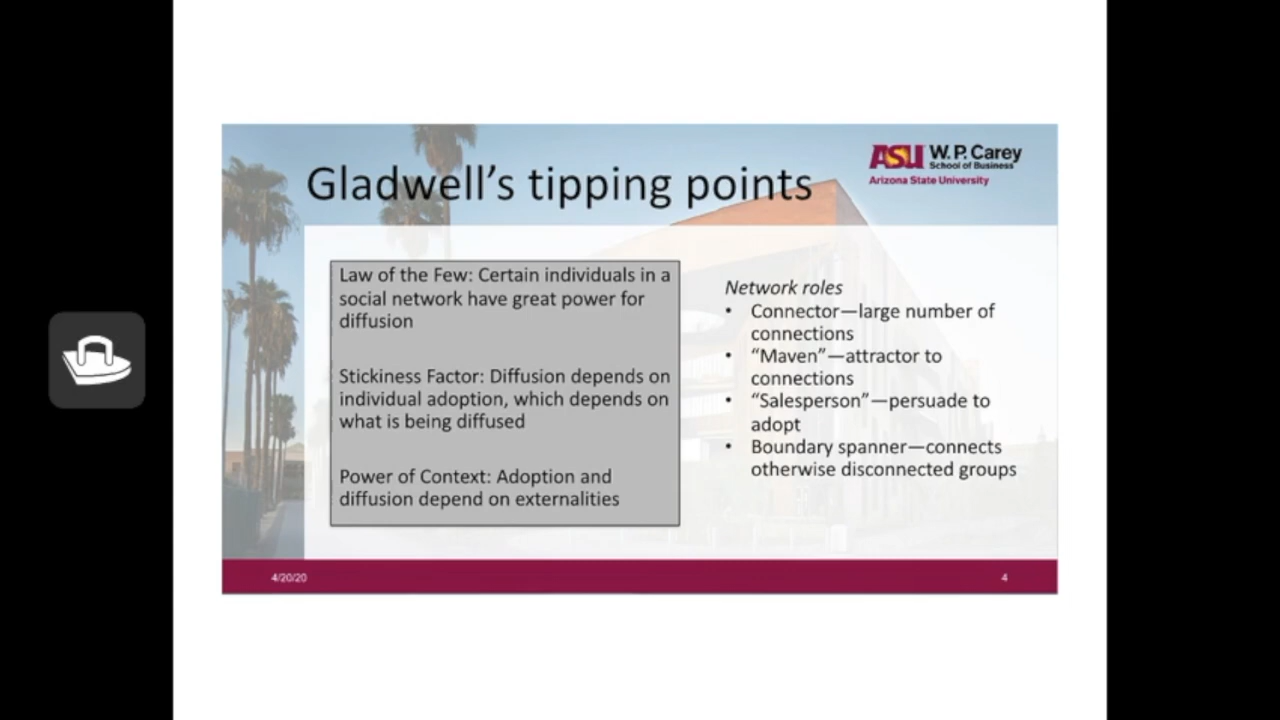 Gladwell’s tipping points
ASU W. P. Carey
School of Business
Arizona State University
Law of the Few: Certain individuals in a
social network have great power for
diffusion
Stickiness Factor: Diffusion depends on
individual adoption, which depends on
what is being diffused
Power of Context: Adoption and
diffusion depend on externalities
Network roles
• Connector—large number of
connections
• “Maven”—attractor to
connections
• “Salesperson”—persuade to
adopt
• Boundary spanner—connects
otherwise disconnected groups
4/20/20
4